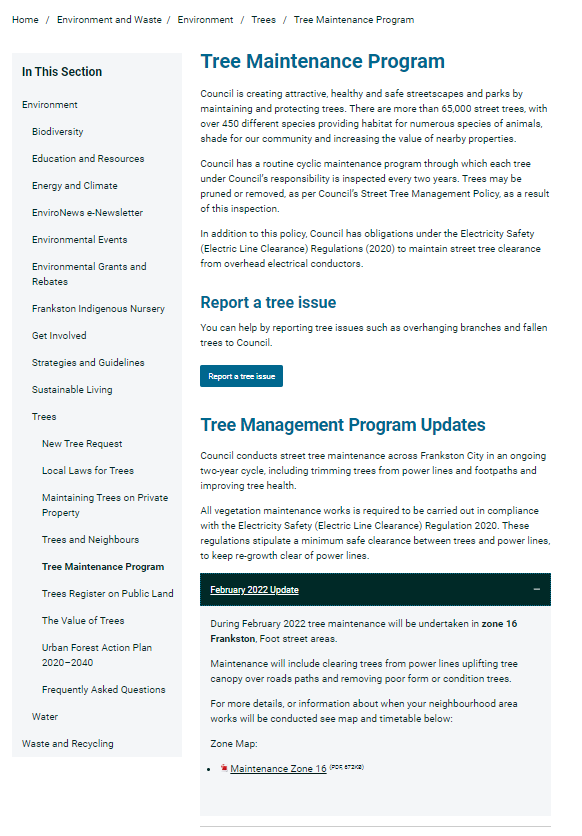 Home / Environment and Waste / Environment / Trees / Tree Maintenance Program
In This Section
Environment
Biodiversity
Education and Resources
Energy and Climate
EnviroNews e-Newsletter
Environmental Events
Environmental Grants and
Rebates
Frankston Indigenous Nursery
Get Involved
Strategies and Guidelines
Sustainable Living
Trees
New Tree Request
Local Laws for Trees
Maintaining Trees on Private
Property
Trees and Neighbours
Tree Maintenance Program
Trees Register on Public Land
The Value of Trees
Urban Forest Action Plan
2020–2040
Frequently Asked Questions
Water
Waste and Recycling
Tree Maintenance Program
Council is creating attractive, healthy and safe streetscapes and parks by
maintaining and protecting trees. There are more than 65,000 street trees, with
over 450 different species providing habitat for numerous species of animals,
shade for our community and increasing the value of nearby properties.
Council has a routine cyclic maintenance program through which each tree
under Council's responsibility is inspected every two years. Trees may be
pruned or removed, as per Council's Street Tree Management Policy, as a result
of this inspection.
In addition to this policy, Council has obligations under the Electricity Safety
(Electric Line Clearance) Regulations (2020) to maintain street tree clearance
from overhead electrical conductors.
Report a tree issue
You can help by reporting tree issues such as overhanging branches and fallen
trees to Council.
Report a tree issue
Tree Management Program Updates
Council conducts street tree maintenance across Frankston City in an ongoing
two-year cycle, including trimming trees from power lines and footpaths and
improving tree health.
All vegetation maintenance works is required to be carried out in compliance
with the Electricity Safety (Electric Line Clearance) Regulation 2020. These
regulations stipulate a minimum safe clearance between trees and power lines,
to keep re-growth clear of power lines.
February 2022 Update
During February 2022 tree maintenance will be undertaken in zone 16
Frankston, Foot street areas.
Maintenance will include clearing trees from power lines uplifting tree
canopy over roads paths and removing poor form or condition trees.
For more details, or information about when your neighbourhood area
works will be conducted see map and timetable below:
Zone Map:
• Maintenance Zone 16 (PDF, 872KB)